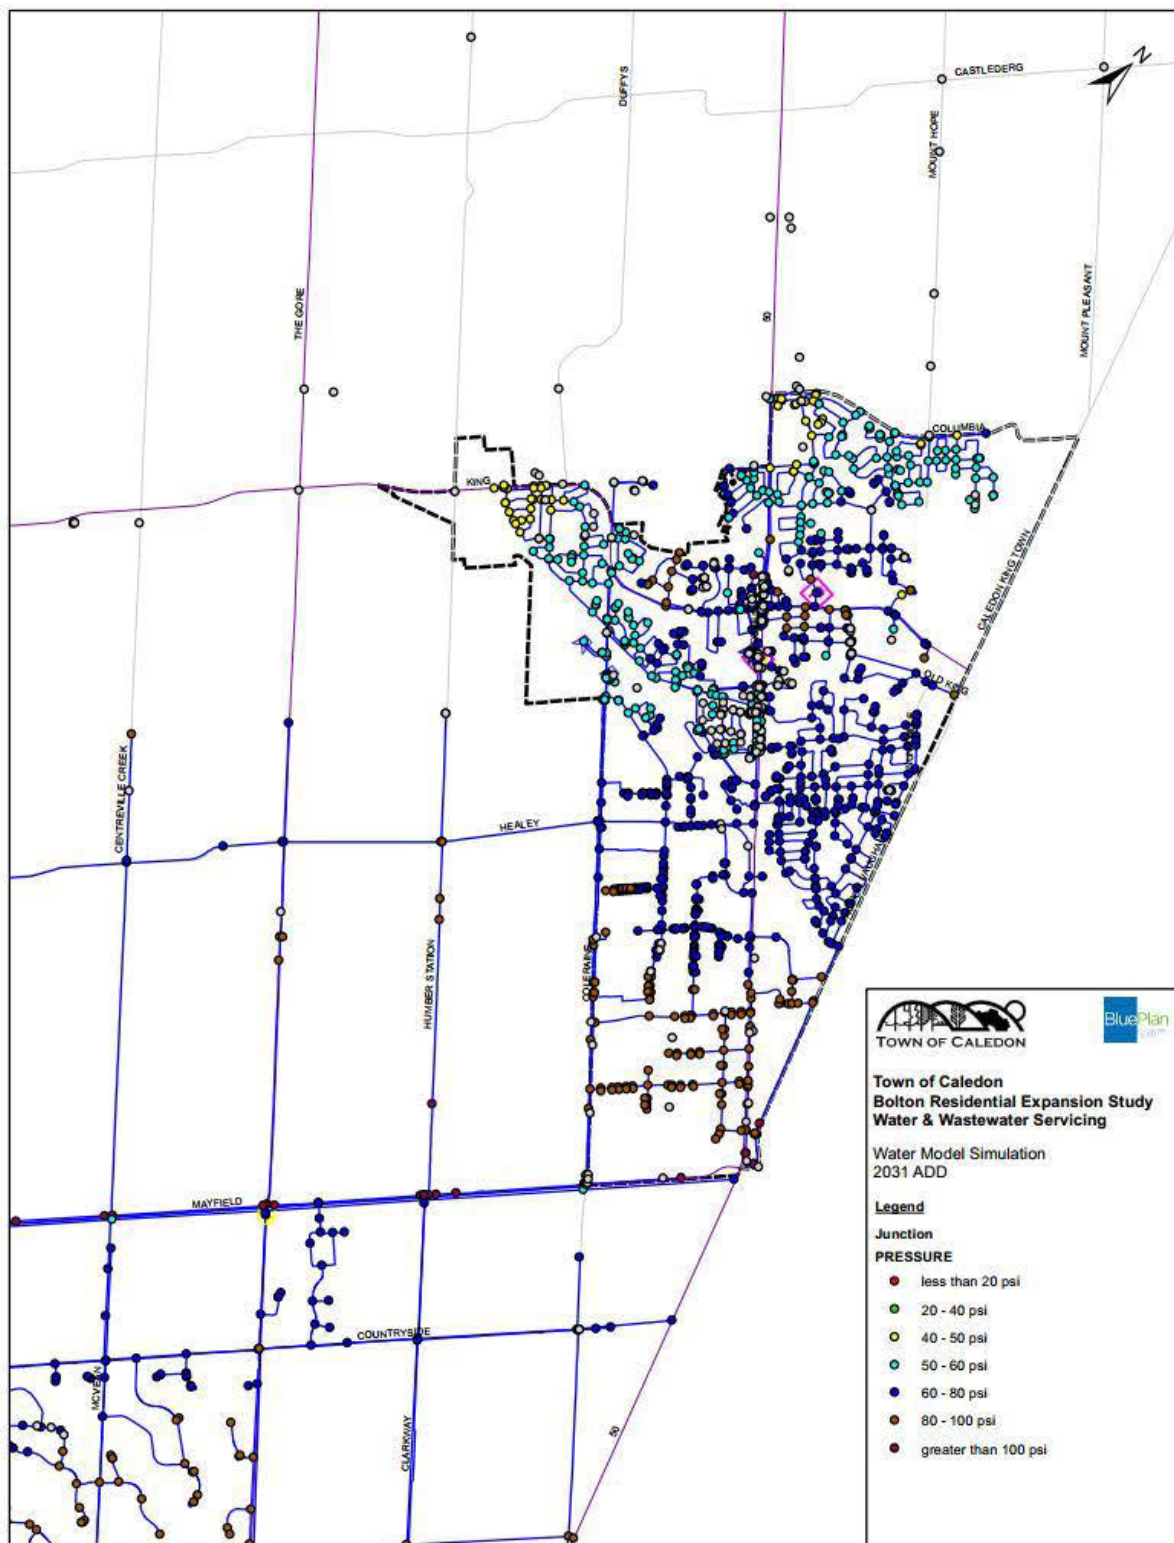 N
CASTLEDERG
DUFFYS
MOUNT HOPE
MOUNT PLEASANT
THE GORE
50
COLUMBIA
KING
CALEDON KING TOWN
OLD KING
CENTREVILLE CREEK
HEALEY
VAUGHAN
HUMBER STATION
COLERAINE
MAYFIELD
COUNTRYSIDE
MCVEAN
CLARKWAY
50
TOWN OF CALEDON
BluePlan
Town of Caledon
Bolton Residential Expansion Study
Water & Wastewater Servicing
Water Model Simulation
2031 ADD
Legend
Junction
PRESSURE
less than 20 psi
20 - 40 psi
40 - 50 psi
50 - 60 psi
60 - 80 psi
80 - 100 psi
greater than 100 psi